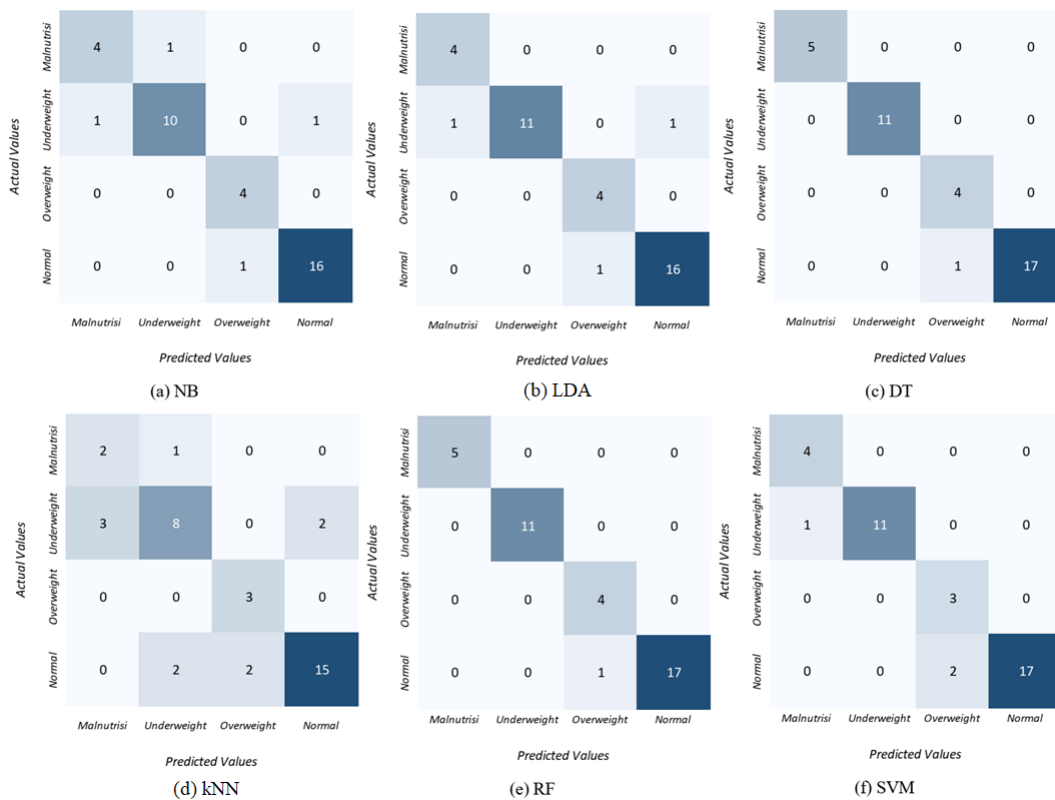 Actual Values
Malnutrisi 4 1 0 0
Underweight 1 10 0 1
Overweight 0 0 4 0
Normal 0 0 1 16
Malnutrisi Underweight Overweight Normal
Predicted Values
(a) NB
Actual Values
Malnutrisi 4 0 0 0
Underweight 1 11 0 1
Overweight 0 0 4 0
Normal 0 0 1 16
Malnutrisi Underweight Overweight Normal
Predicted Values
(b) LDA
Actual Values
Malnutrisi 5 0 0 0
Underweight 0 11 0 0
Overweight 0 0 4 0
Normal 0 0 1 17
Malnutrisi Underweight Overweight Normal
Predicted Values
(c) DT
Actual Values
Malnutrisi 2 1 0 0
Underweight 3 8 0 2
Overweight 0 0 3 0
Normal 0 2 2 15
Malnutrisi Underweight Overweight Normal
Predicted Values
(d) kNN
Actual Values
Malnutrisi 5 0 0 0
Underweight 0 11 0 0
Overweight 0 0 4 0
Normal 0 0 1 17
Malnutrisi Underweight Overweight Normal
Predicted Values
(e) RF
Actual Values
Malnutrisi 4 0 0 0
Underweight 1 11 0 0
Overweight 0 0 3 0
Normal 0 0 2 17
Malnutrisi Underweight Overweight Normal
Predicted Values
(f) SVM